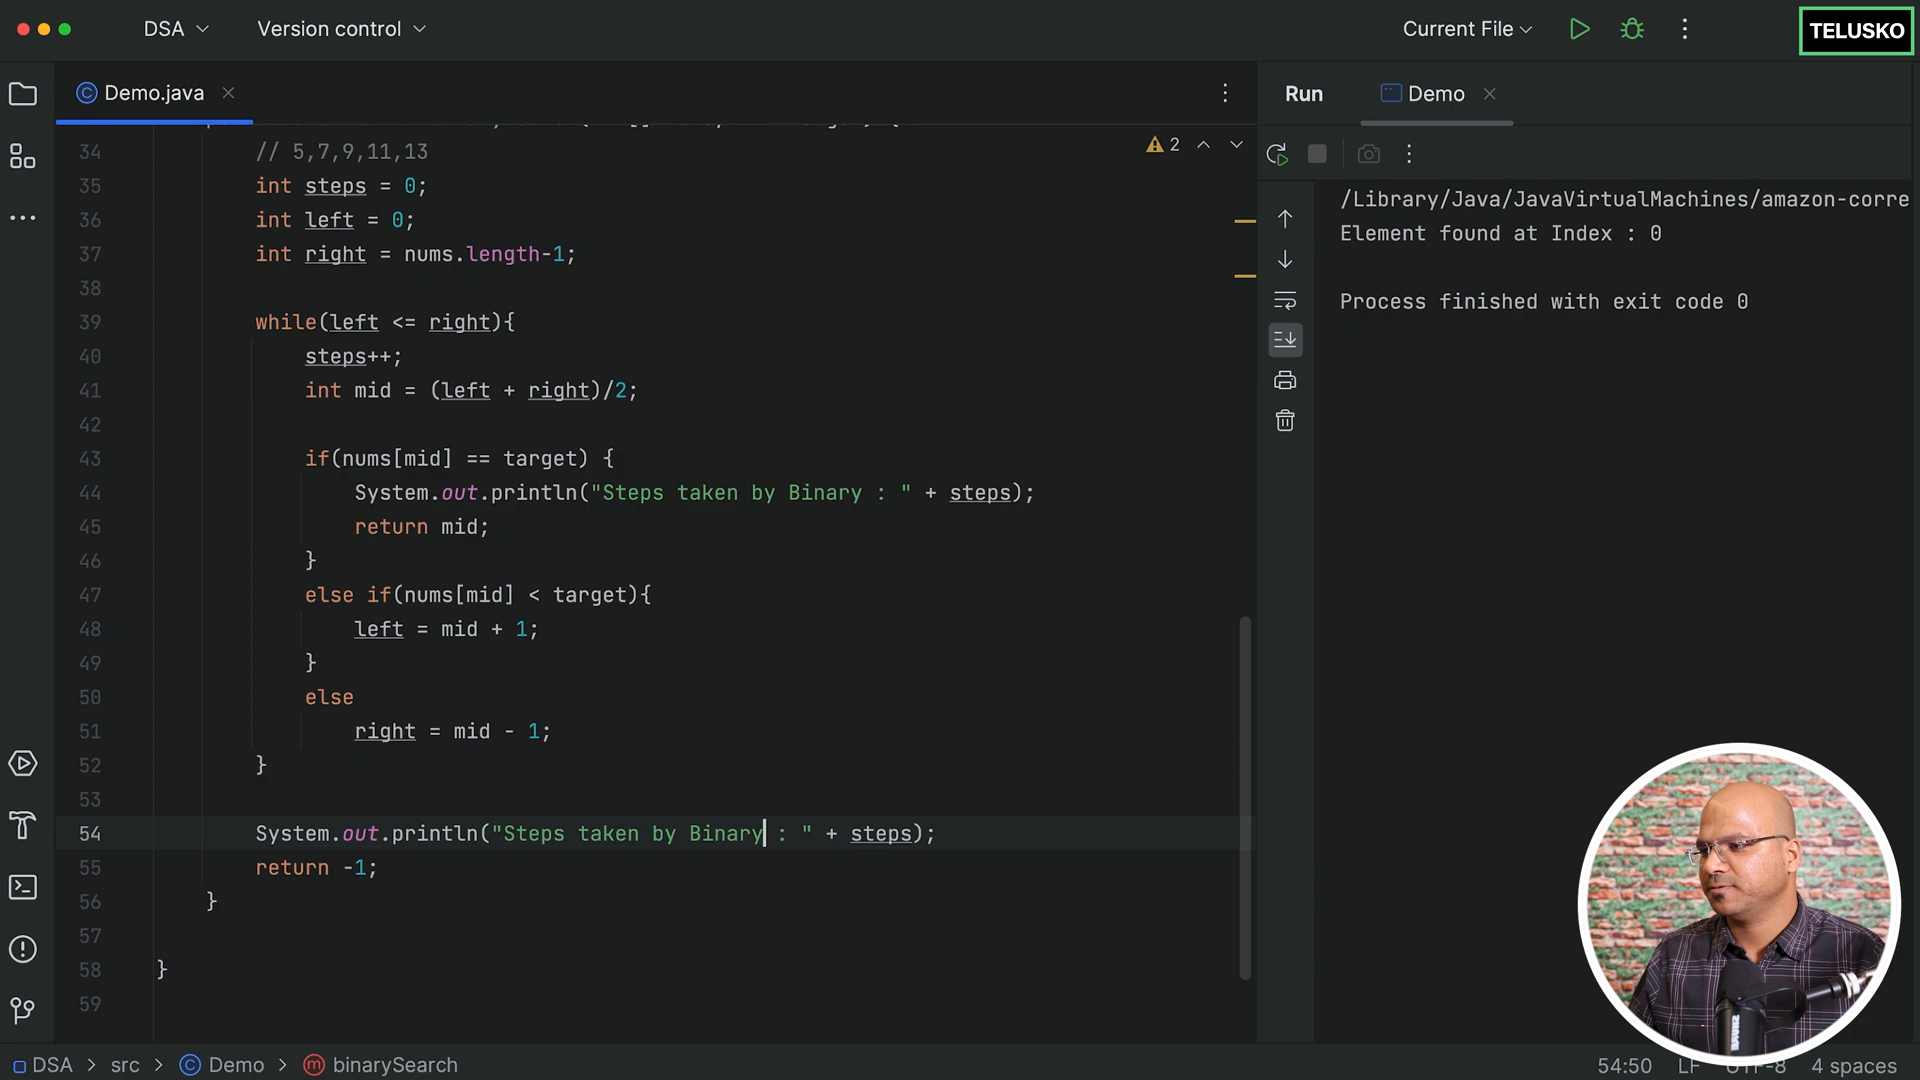 DSA
Version control
Current File
TELUSKO
Demo.java
Run
Demo
2
34 // 5,7,9,11,13
35 int steps = 0;
36 int left = 0;
37 int right = nums.length-1;
38
39 while(left <= right){
40 steps++;
41 int mid = (left + right)/2;
42
43 if(nums[mid] == target) {
44 System.out.println("Steps taken by Binary : " + steps);
45 return mid;
46 }
47 else if(nums[mid] < target){
48 left = mid + 1;
49 }
50 else
51 right = mid - 1;
52 }
53
54 System.out.println("Steps taken by Binary : " + steps);
55 return -1;
56 }
57
58 }
59
/Library/Java/JavaVirtualMachines/amazon-corre
Element found at Index : 0
Process finished with exit code 0
DSA > src > Demo > binarySearch
54:50 LF UTF-8 4 spaces